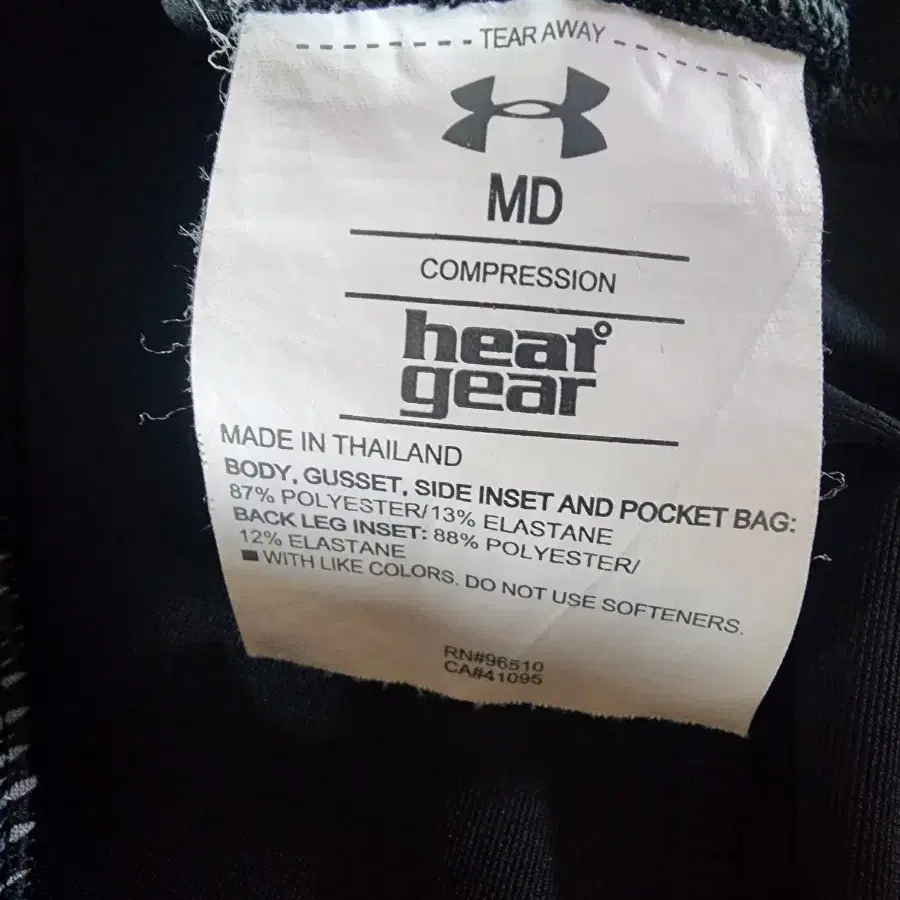 TEAR AWAY
MD
COMPRESSION
heat
gear
MADE IN THAILAND
BODY, GUSSET, SIDE INSET AND POCKET BAG:
87% POLYESTER/13% ELASTANE
BACK LEG INSET: 88% POLYESTER/
12% ELASTANE
WITH LIKE COLORS. DO NOT USE SOFTENERS.
RN#96510
CA#41095